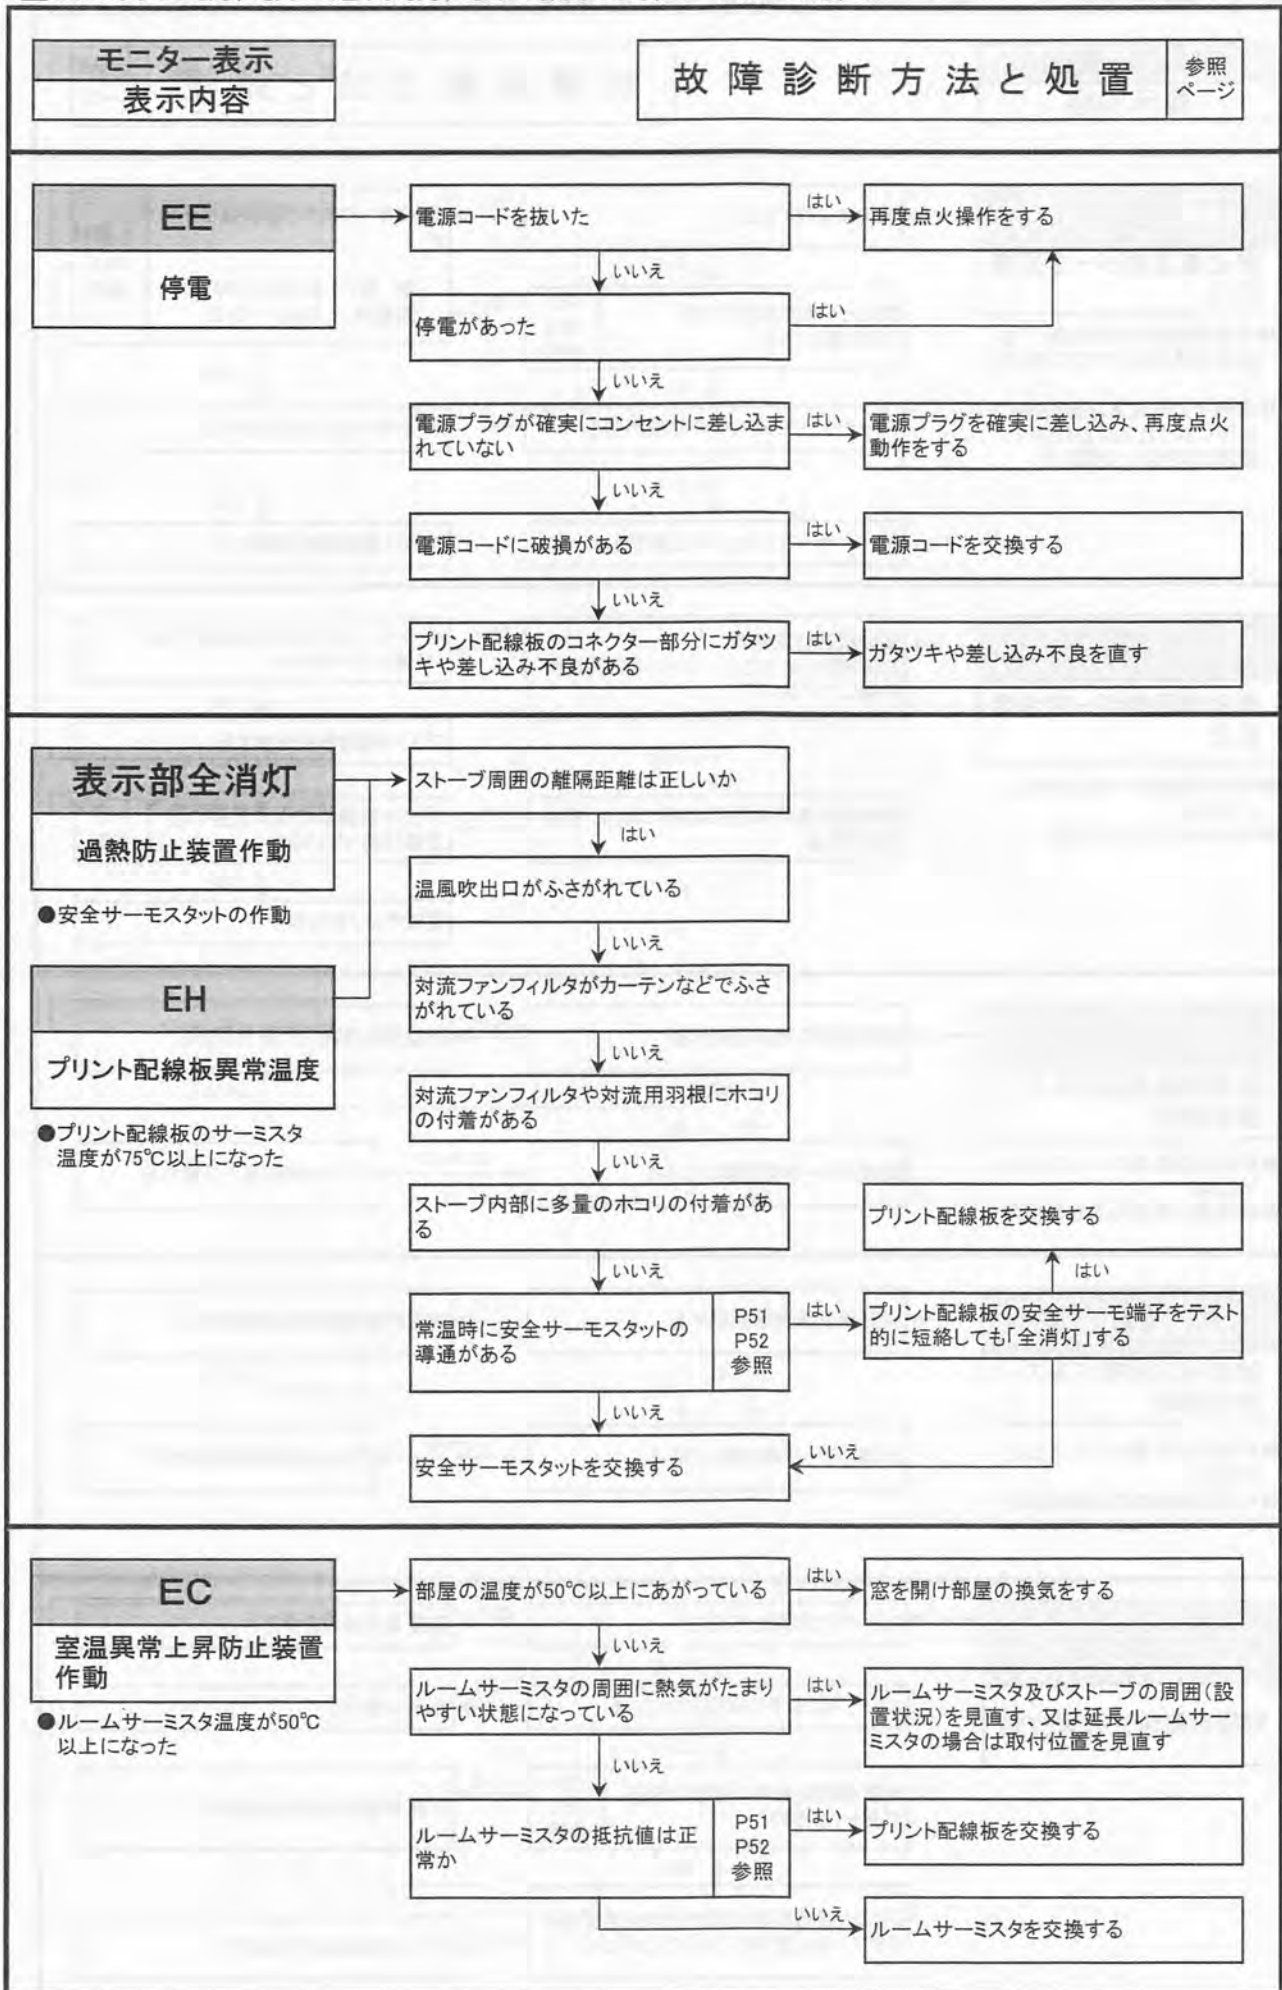 モニター表示
表示内容
故障診断方法と処置
参照
ページ
EE
停電
電源コードを抜いた
はい
再度点火操作をする
いいえ
停電があった
はい
いいえ
電源プラグが確実にコンセントに差し込ま
れていない
はい
電源プラグを確実に差し込み、再度点火
動作をする
いいえ
電源コードに破損がある
はい
電源コードを交換する
いいえ
プリント配線板のコネクター部分にガタツ
キや差し込み不良がある
はい
ガタツキや差し込み不良を直す
表示部全消灯
過熱防止装置作動
●安全サーモスタットの作動
EH
プリント配線板異常温度
●プリント配線板のサーミスタ
温度が75℃以上になった
ストーブ周囲の離隔距離は正しいか
はい
温風吹出口がふさがれている
いいえ
対流ファンフィルタがカーテンなどでふさ
がれている
いいえ
対流ファンフィルタや対流用羽根にホコリ
の付着がある
いいえ
ストーブ内部に多量のホコリの付着があ
る
いいえ
常温時に安全サーモスタットの
導通がある
P51
P52
参照
はい
プリント配線板の安全サーモ端子をテスト
的に短絡しても「全消灯」する
はい
プリント配線板を交換する
いいえ
安全サーモスタットを交換する
いいえ
EC
室温異常上昇防止装置
作動
●ルームサーミスタ温度が50℃
以上になった
部屋の温度が50℃以上にあがっている
はい
窓を開け部屋の換気をする
いいえ
ルームサーミスタの周囲に熱気がたまり
やすい状態になっている
はい
ルームサーミスタ及びストーブの周囲(設
置状況)を見直す、又は延長ルームサー
ミスタの場合は取付位置を見直す
いいえ
ルームサーミスタの抵抗値は正
常か
P51
P52
参照
はい
プリント配線板を交換する
いいえ
ルームサーミスタを交換する